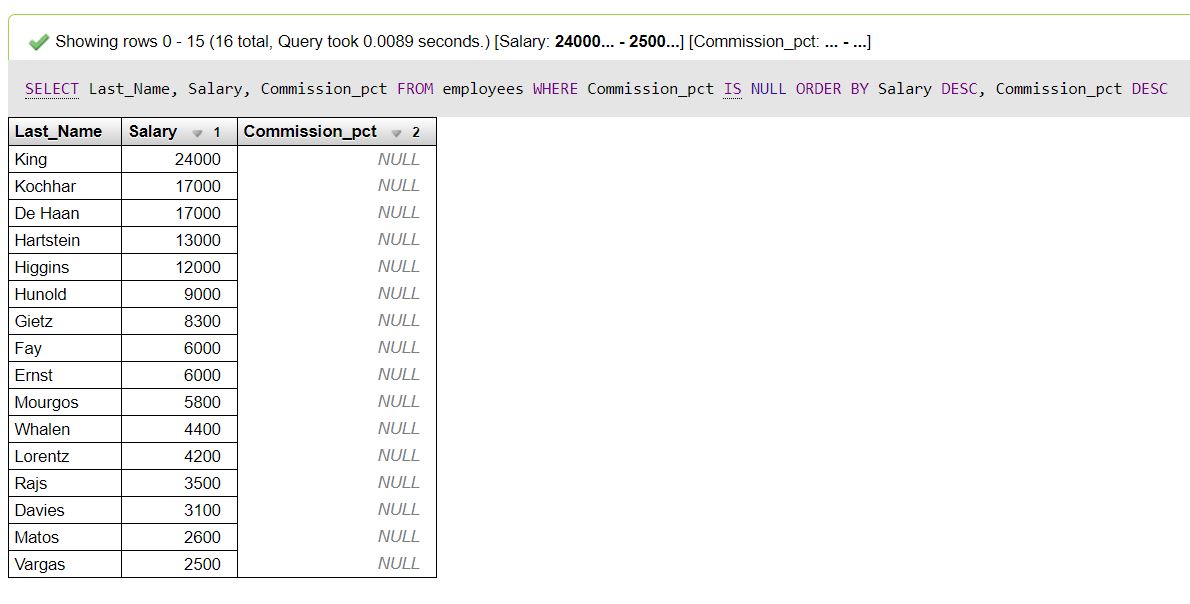 Showing rows 0 - 15 (16 total, Query took 0.0089 seconds.) [Salary: 24000... - 2500...] [Commission_pct: ... - ...]
SELECT Last_Name, Salary, Commission_pct FROM employees WHERE Commission_pct IS NULL ORDER BY Salary DESC, Commission_pct DESC
Last_Name Salary 1 Commission_pct 2
King 24000 NULL
Kochhar 17000 NULL
De Haan 17000 NULL
Hartstein 13000 NULL
Higgins 12000 NULL
Hunold 9000 NULL
Gietz 8300 NULL
Fay 6000 NULL
Ernst 6000 NULL
Mourgos 5800 NULL
Whalen 4400 NULL
Lorentz 4200 NULL
Rajs 3500 NULL
Davies 3100 NULL
Matos 2600 NULL
Vargas 2500 NULL